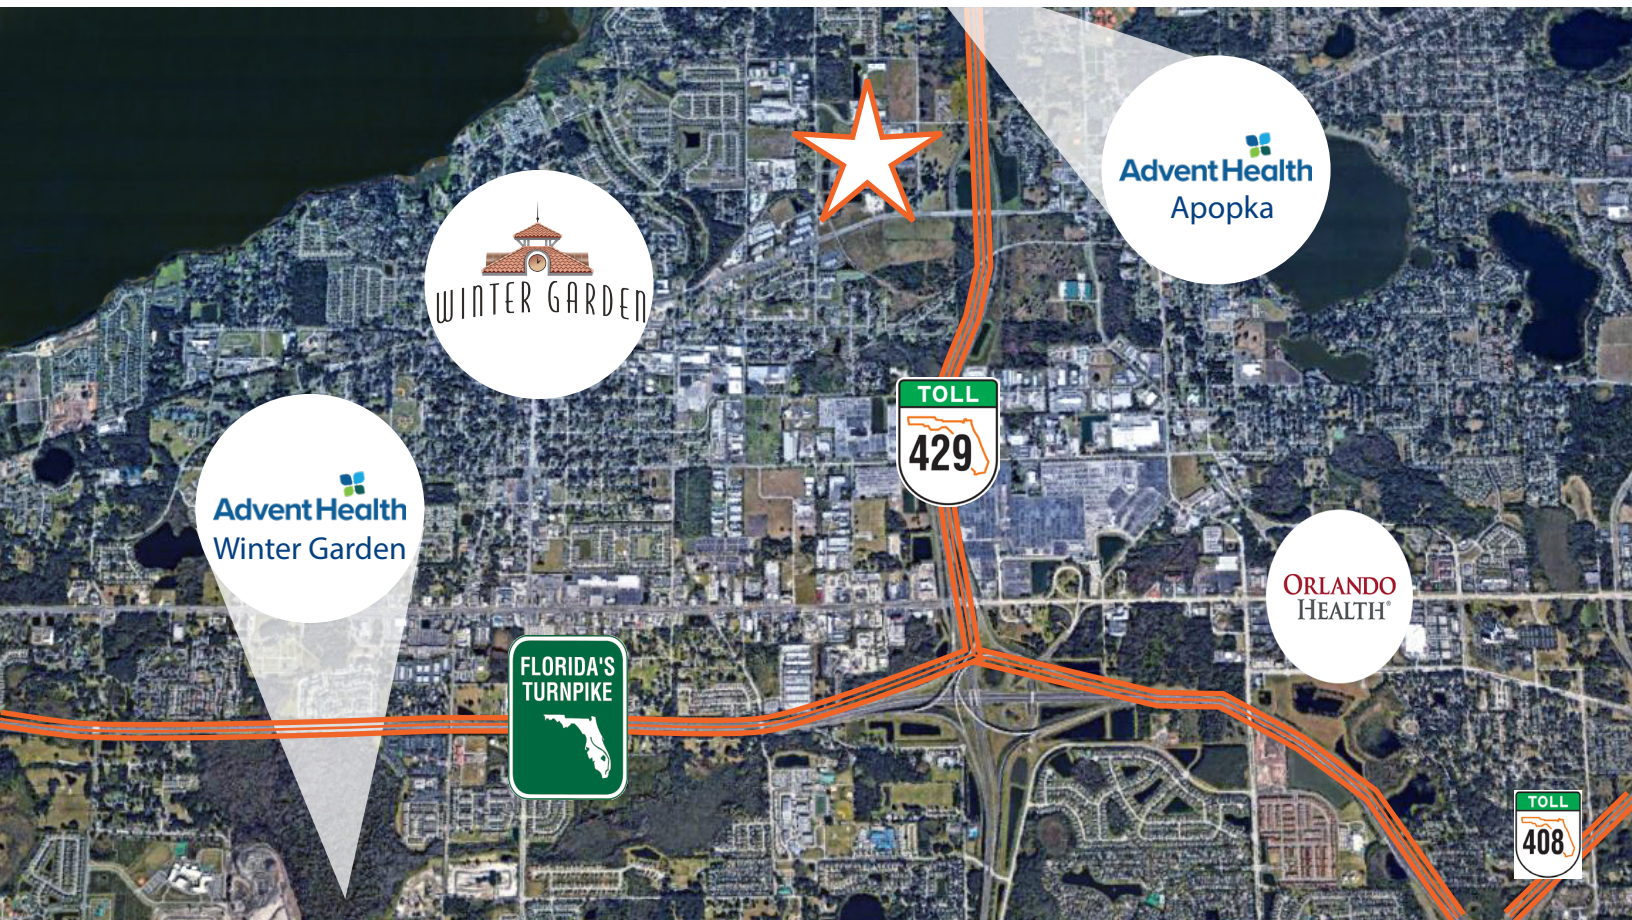 AdventHealth
Apopka
WINTER GARDEN
TOLL
429
AdventHealth
Winter Garden
ORLANDO
HEALTH®
FLORIDA'S
TURNPIKE
TOLL
408